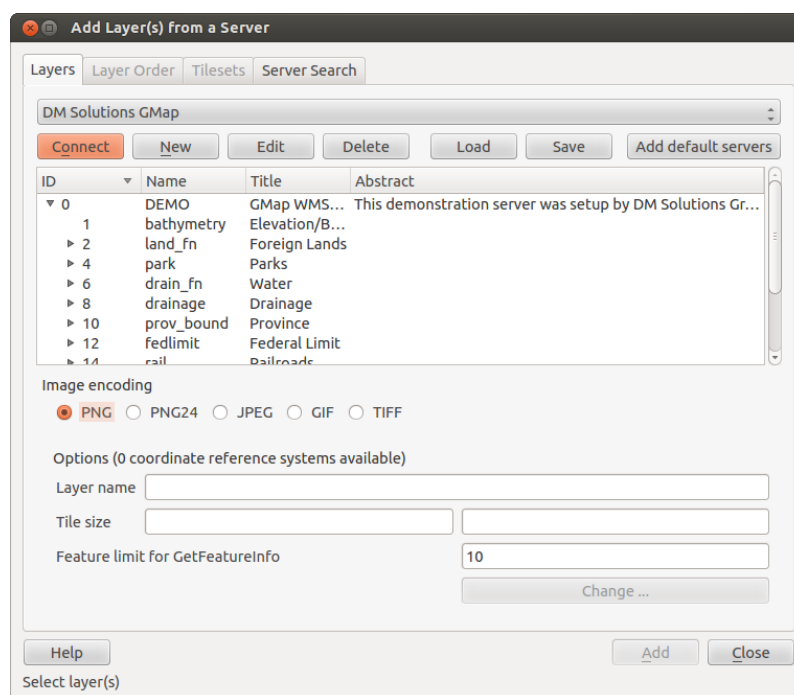 Add Layer(s) from a Server
Layers Layer Order Tilesets Server Search
DM Solutions GMap
Connect New Edit Delete Load Save Add default servers
ID Name Title Abstract
0 DEMO GMap WMS... This demonstration server was setup by DM Solutions Gr...
1 bathymetry Elevation/B...
2 land_fn Foreign Lands
4 park Parks
6 drain_fn Water
8 drainage Drainage
10 prov_bound Province
12 fedlimit Federal Limit
14 rail Railroads
Image encoding
PNG PNG24 JPEG GIF TIFF
Options (0 coordinate reference systems available)
Layer name
Tile size
Feature limit for GetFeatureInfo 10
Change ...
Help Add Close
Select layer(s)